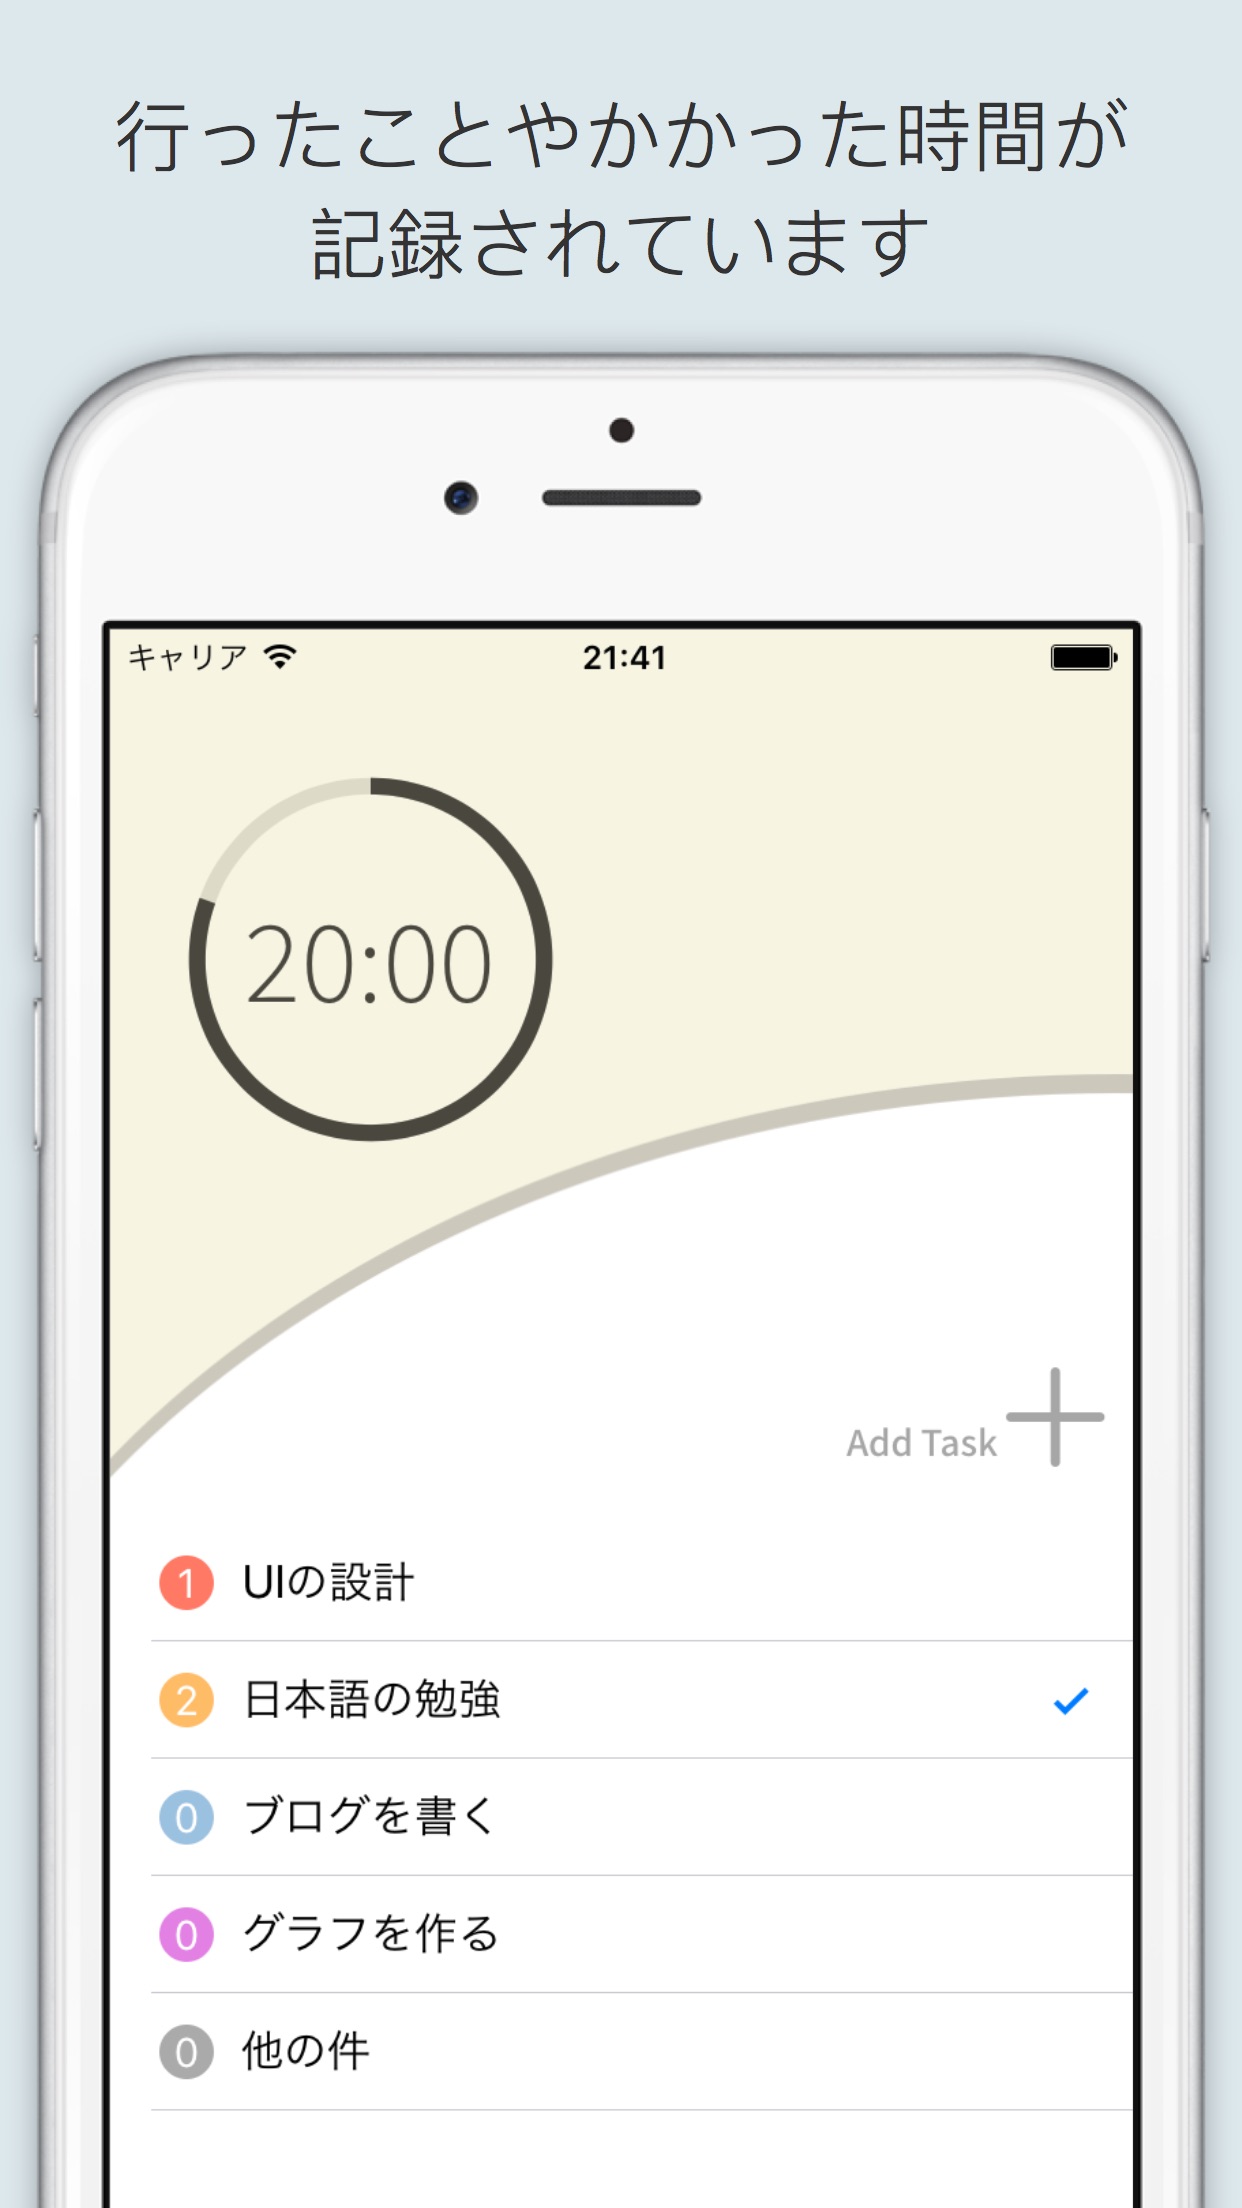 行ったことやかかった時間が
記録されています
キャリア 21:41
20:00
Add Task
1 UIの設計
2 日本語の勉強
0 ブログを書く
0 グラフを作る
0 他の件